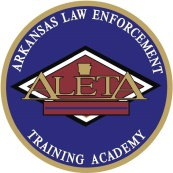 ARKANSAS LAW ENFORCEMENT
ALETA
TRAINING ACADEMY